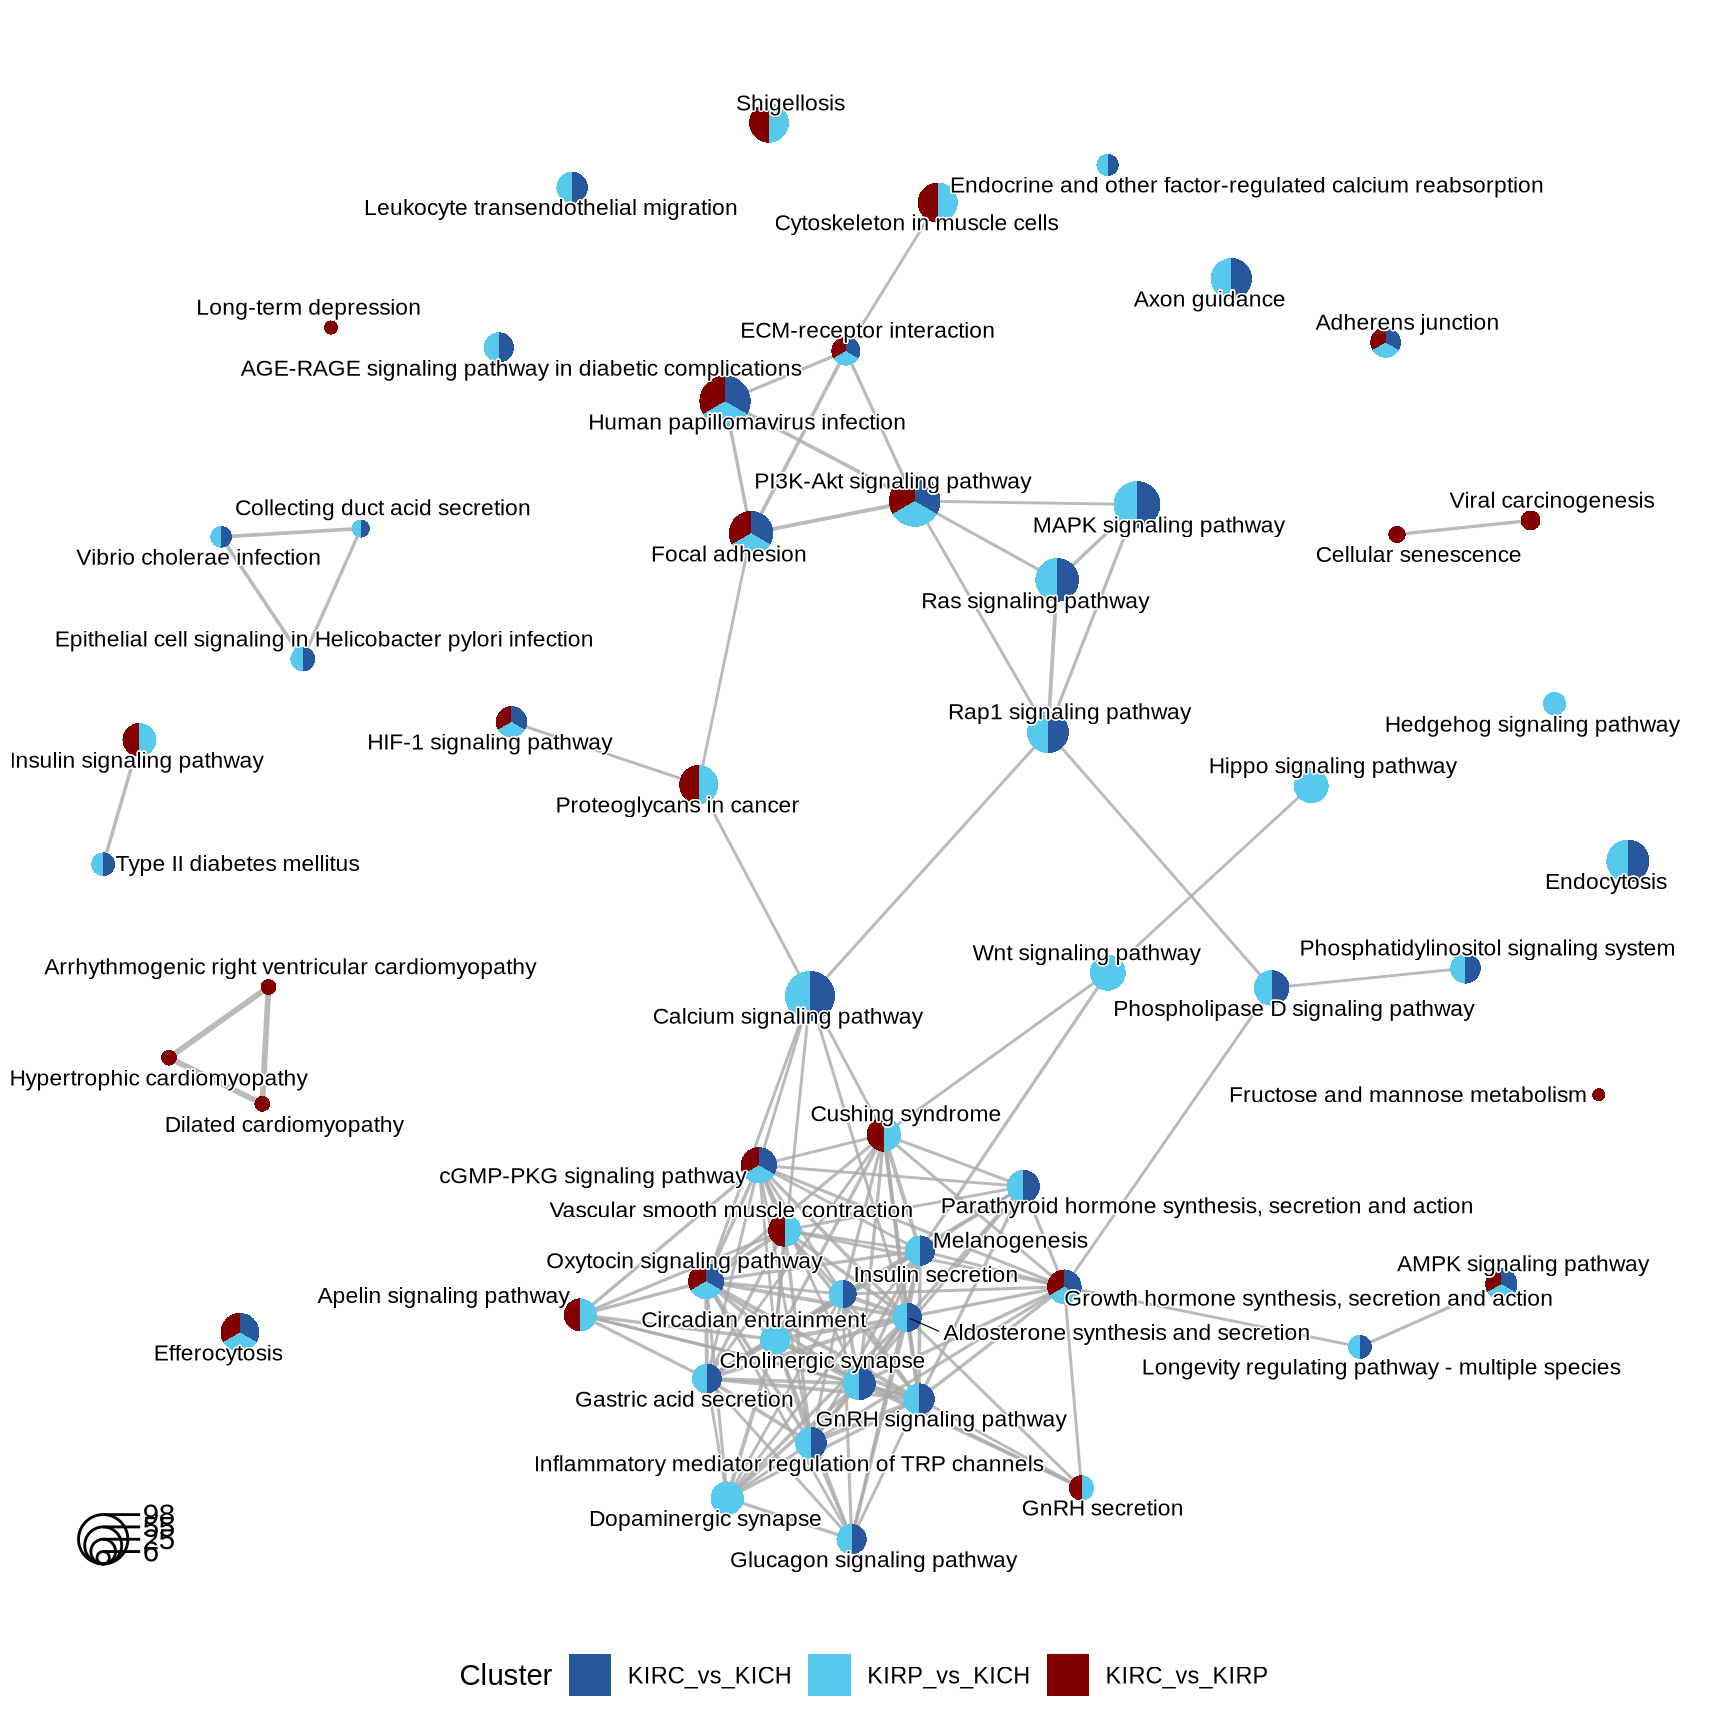 Shigellosis
Endocrine and other factor-regulated calcium reabsorption
Leukocyte transendothelial migration
Cytoskeleton in muscle cells
Axon guidance
Long-term depression
Adherens junction
ECM-receptor interaction
AGE-RAGE signaling pathway in diabetic complications
Human papillomavirus infection
PI3K-Akt signaling pathway
Viral carcinogenesis
Collecting duct acid secretion
MAPK signaling pathway
Vibrio cholerae infection
Focal adhesion
Cellular senescence
Ras signaling pathway
Epithelial cell signaling in Helicobacter pylori infection
Rap1 signaling pathway
Hedgehog signaling pathway
HIF-1 signaling pathway
Insulin signaling pathway
Hippo signaling pathway
Proteoglycans in cancer
Type II diabetes mellitus
Endocytosis
Phosphatidylinositol signaling system
Wnt signaling pathway
Arrhythmogenic right ventricular cardiomyopathy
Phospholipase D signaling pathway
Calcium signaling pathway
Hypertrophic cardiomyopathy
Fructose and mannose metabolism
Cushing syndrome
Dilated cardiomyopathy
cGMP-PKG signaling pathway
Parathyroid hormone synthesis, secretion and action
Vascular smooth muscle contraction
Melanogenesis
Oxytocin signaling pathway
AMPK signaling pathway
Insulin secretion
Apelin signaling pathway
Growth hormone synthesis, secretion and action
Circadian entrainment
Aldosterone synthesis and secretion
Efferocytosis
Cholinergic synapse
Longevity regulating pathway - multiple species
Gastric acid secretion
GnRH signaling pathway
Inflammatory mediator regulation of TRP channels
GnRH secretion
Dopaminergic synapse
Glucagon signaling pathway
98
55
25
6
Cluster KIRC_vs_KICH KIRP_vs_KICH KIRC_vs_KIRP